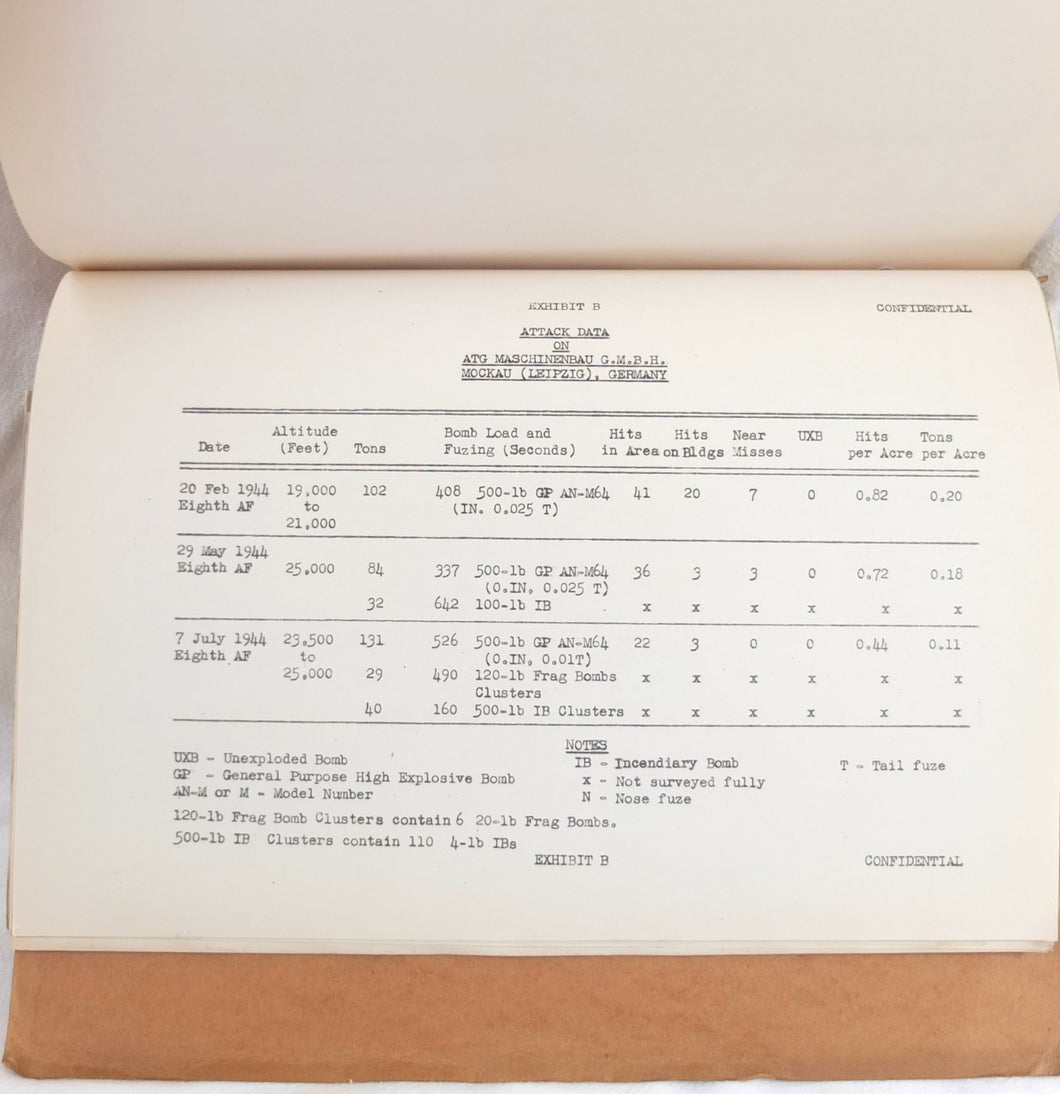 EXHIBIT B CONFIDENTIAL
ATTACK DATA
ON
ATG MASCHINENBAU G.M.B.H.
MOCKAU (LEIPZIG), GERMANY
Altitude Bomb Load and Hits Hits Near UXB Hits Tons
Date (Feet) Tons Fuzing (Seconds) in Area on Bldgs Misses per Acre per Acre
20 Feb 1944 19,000 102 408 500-lb GP AN-M64 41 20 7 0 0.82 0.20
Eighth AF to (IN. 0.025 T)
21,000
29 May 1944
Eighth AF 25,000 84 337 500-lb GP AN-M64 36 3 3 0 0.72 0.18
(0.IN, 0.025 T)
32 642 100-lb IB x x x x x x
7 July 1944 23,500 131 526 500-lb GP AN-M64 22 3 0 0 0.44 0.11
Eighth AF to (0.IN, 0.01T)
25,000 29 490 120-lb Frag Bombs x x x x x x
Clusters
40 160 500-lb IB Clusters x x x x x x
NOTES
UXB - Unexploded Bomb IB - Incendiary Bomb T - Tail fuze
GP - General Purpose High Explosive Bomb x - Not surveyed fully
AN-M or M - Model Number N - Nose fuze
120-lb Frag Bomb Clusters contain 6 20-lb Frag Bombs.
500-lb IB Clusters contain 110 4-lb IBs
EXHIBIT B CONFIDENTIAL